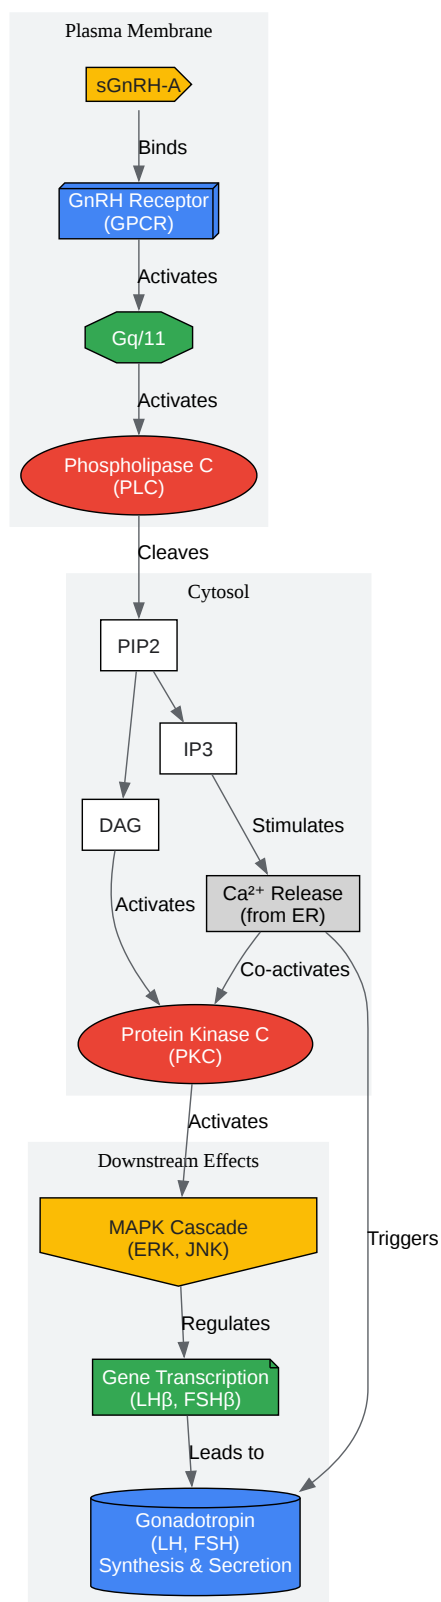 Plasma Membrane
sGnRH-A
Binds
GnRH Receptor
(GPCR)
Activates
Gq/11
Activates
Phospholipase C
(PLC)
Cleaves
Cytosol
PIP2
IP3
DAG
Stimulates
Ca²⁺ Release
(from ER)
Activates
Co-activates
Protein Kinase C
(PKC)
Activates
Downstream Effects
MAPK Cascade
(ERK, JNK)
Triggers
Regulates
Gene Transcription
(LHβ, FSHβ)
Leads to
Gonadotropin
(LH, FSH)
Synthesis & Secretion